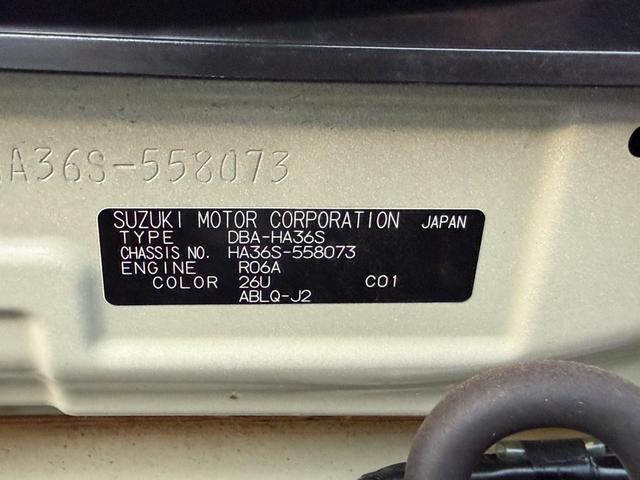 A36S-558073
SUZUKI MOTOR CORPORATION JAPAN
TYPE DBA-HA36S
CHASSIS NO. HA36S-558073
ENGINE R06A
COLOR 26U C01
ABLQ-J2